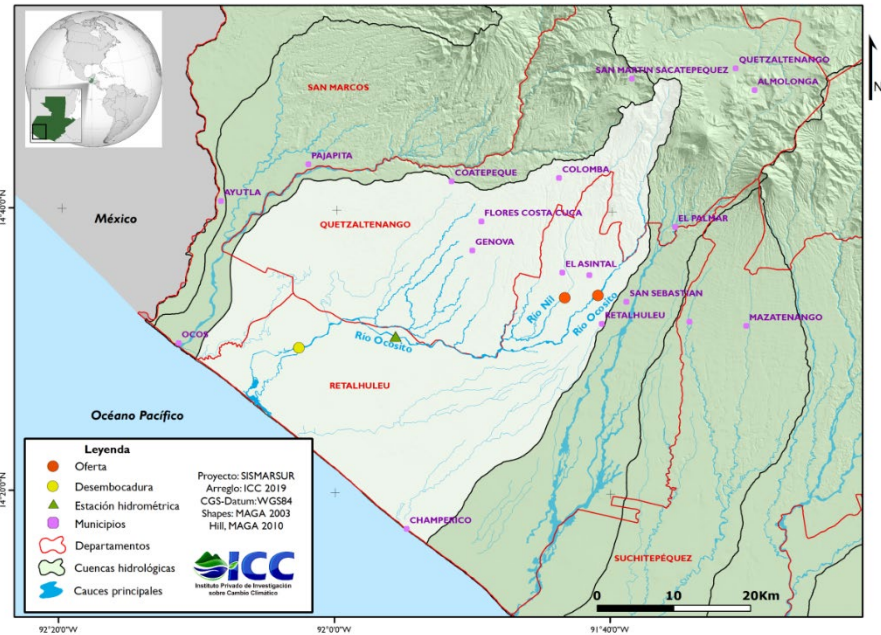 QUETZALTENANGO
SAN MARTIN SACATEPEQUEZ
ALMOLONGA
N
SAN MARCOS
PAJAPITA
COATEPEQUE
COLOMBA
AYUTLA
14°40'0"N
México
QUETZALTENANGO
FLORES COSTA CUCA
EL PALMAR
GENOVA
EL ASINTAL
Río Nil
Río Ocosito
SAN SEBASTIAN
RETALHULEU
MAZATENANGO
OCOS
Río Ocosito
RETALHULEU
Océano Pacífico
14°20'0"N
CHAMPERICO
SUCHITEPÉQUEZ
Leyenda
Oferta
Desembocadura
Estación hidrométrica
Municipios
Departamentos
Cuencas hidrológicas
Cauces principales
Proyecto: SISMARSUR
Arreglo: ICC 2019
CGS-Datum:WGS84
Shapes: MAGA 2003
Hill, MAGA 2010
ICC
Instituto Privado de Investigación
sobre Cambio Climático
0 10 20Km
92°20'0"W 92°0'0"W 91°40'0"W